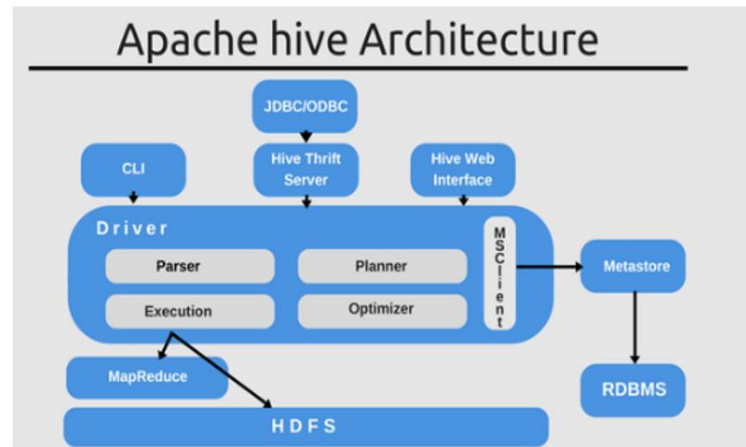 Apache hive Architecture
JDBC/ODBC
CLI
Hive Thrift
Server
Hive Web
Interface
Driver
Parser
Planner
Execution
Optimizer
MSClient
Metastore
MapReduce
RDBMS
HDFS